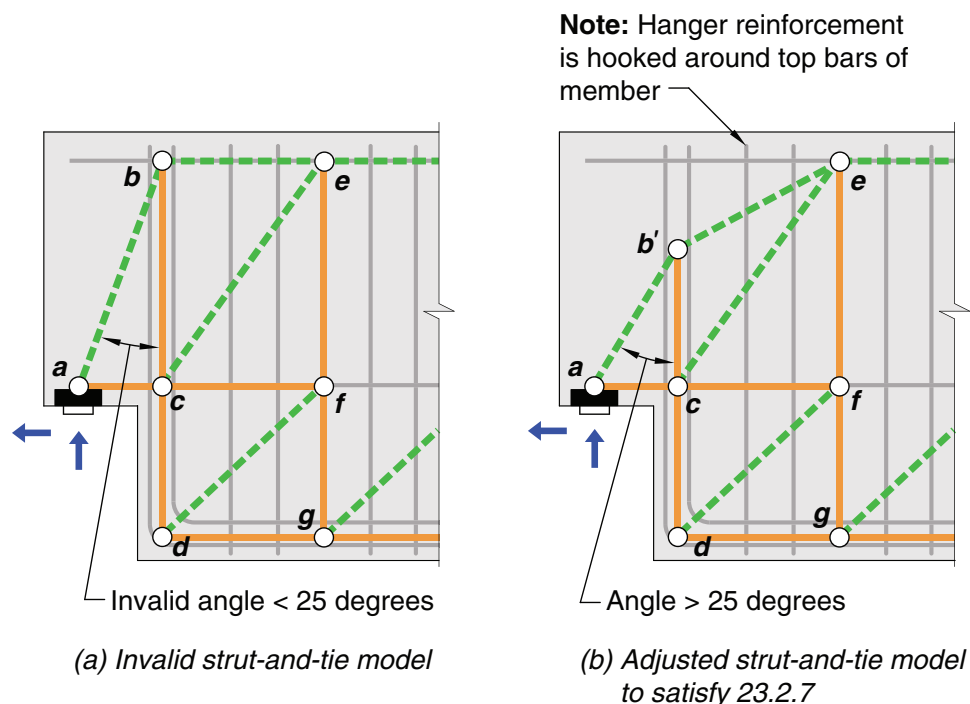 Note: Hanger reinforcement
is hooked around top bars of
member
b
e
a
c
f
d
g
Invalid angle < 25 degrees
(a) Invalid strut-and-tie model
e
b'
a
c
f
d
g
Angle > 25 degrees
(b) Adjusted strut-and-tie model
to satisfy 23.2.7